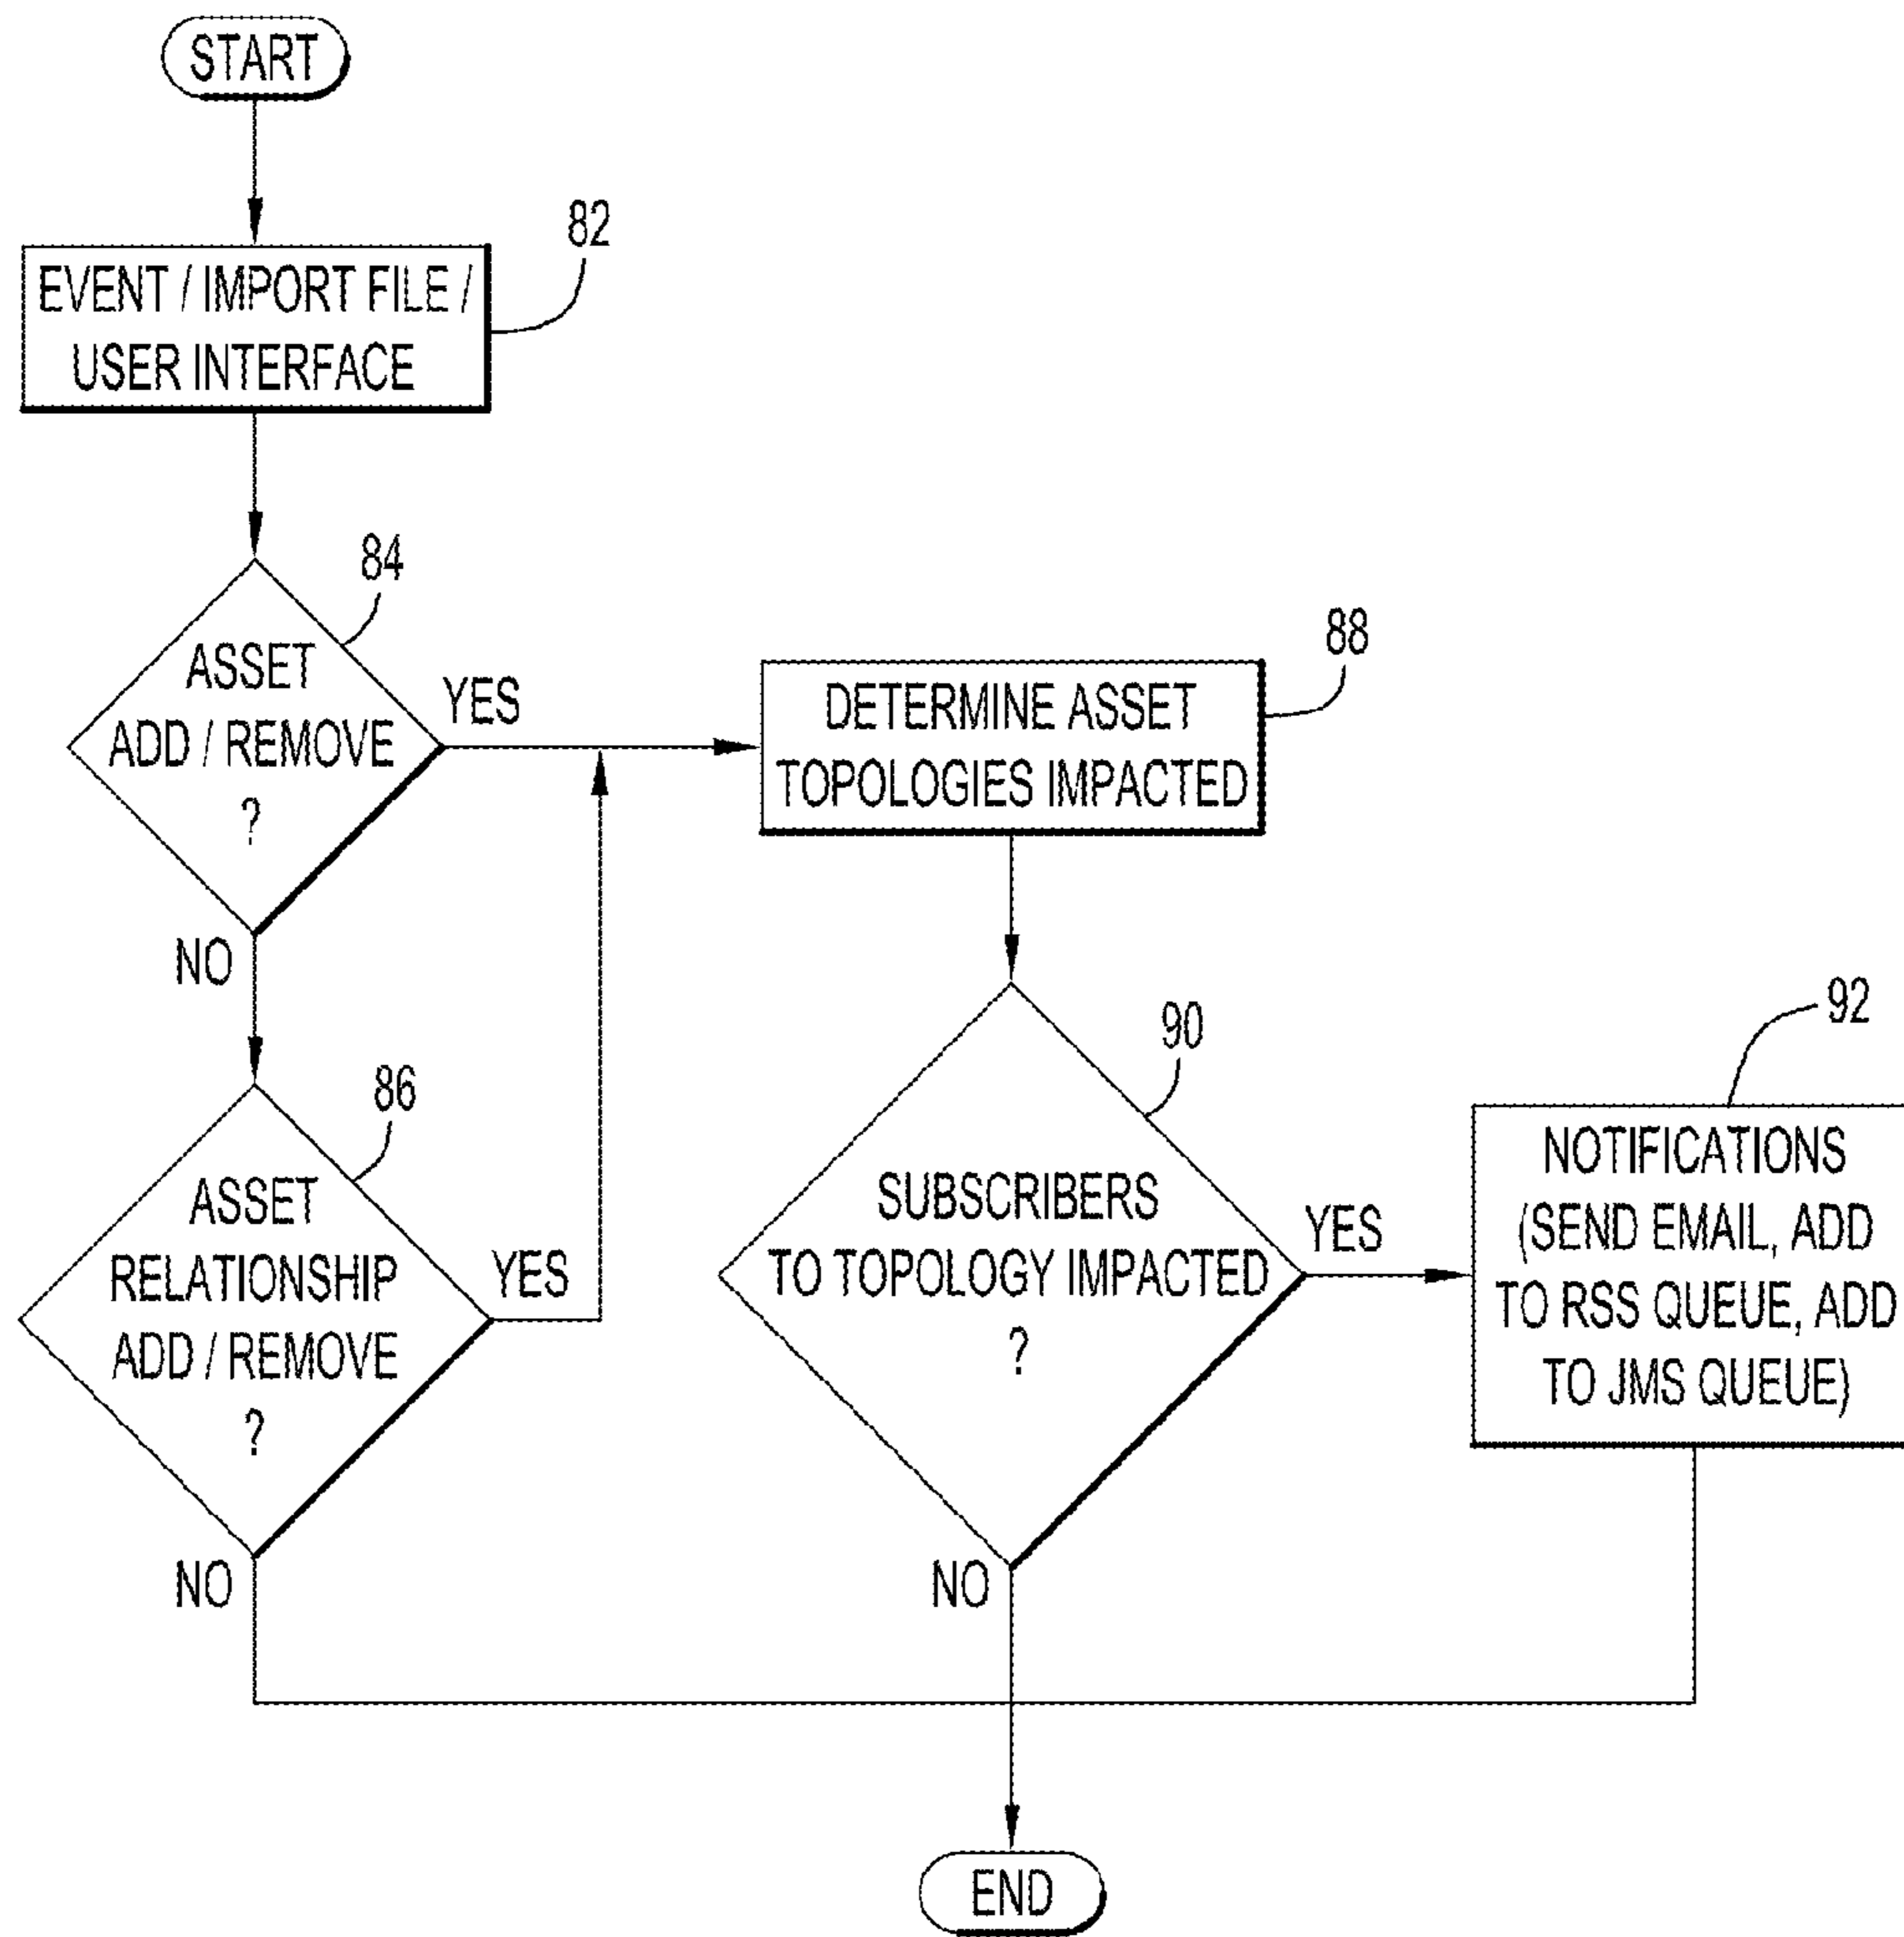 START
82
EVENT / IMPORT FILE /
USER INTERFACE
84
ASSET
ADD / REMOVE
?
YES
NO
88
DETERMINE ASSET
TOPOLOGIES IMPACTED
86
ASSET
RELATIONSHIP
ADD / REMOVE
?
YES
NO
90
SUBSCRIBERS
TO TOPOLOGY IMPACTED
?
YES
NO
92
NOTIFICATIONS
(SEND EMAIL, ADD
TO RSS QUEUE, ADD
TO JMS QUEUE)
END